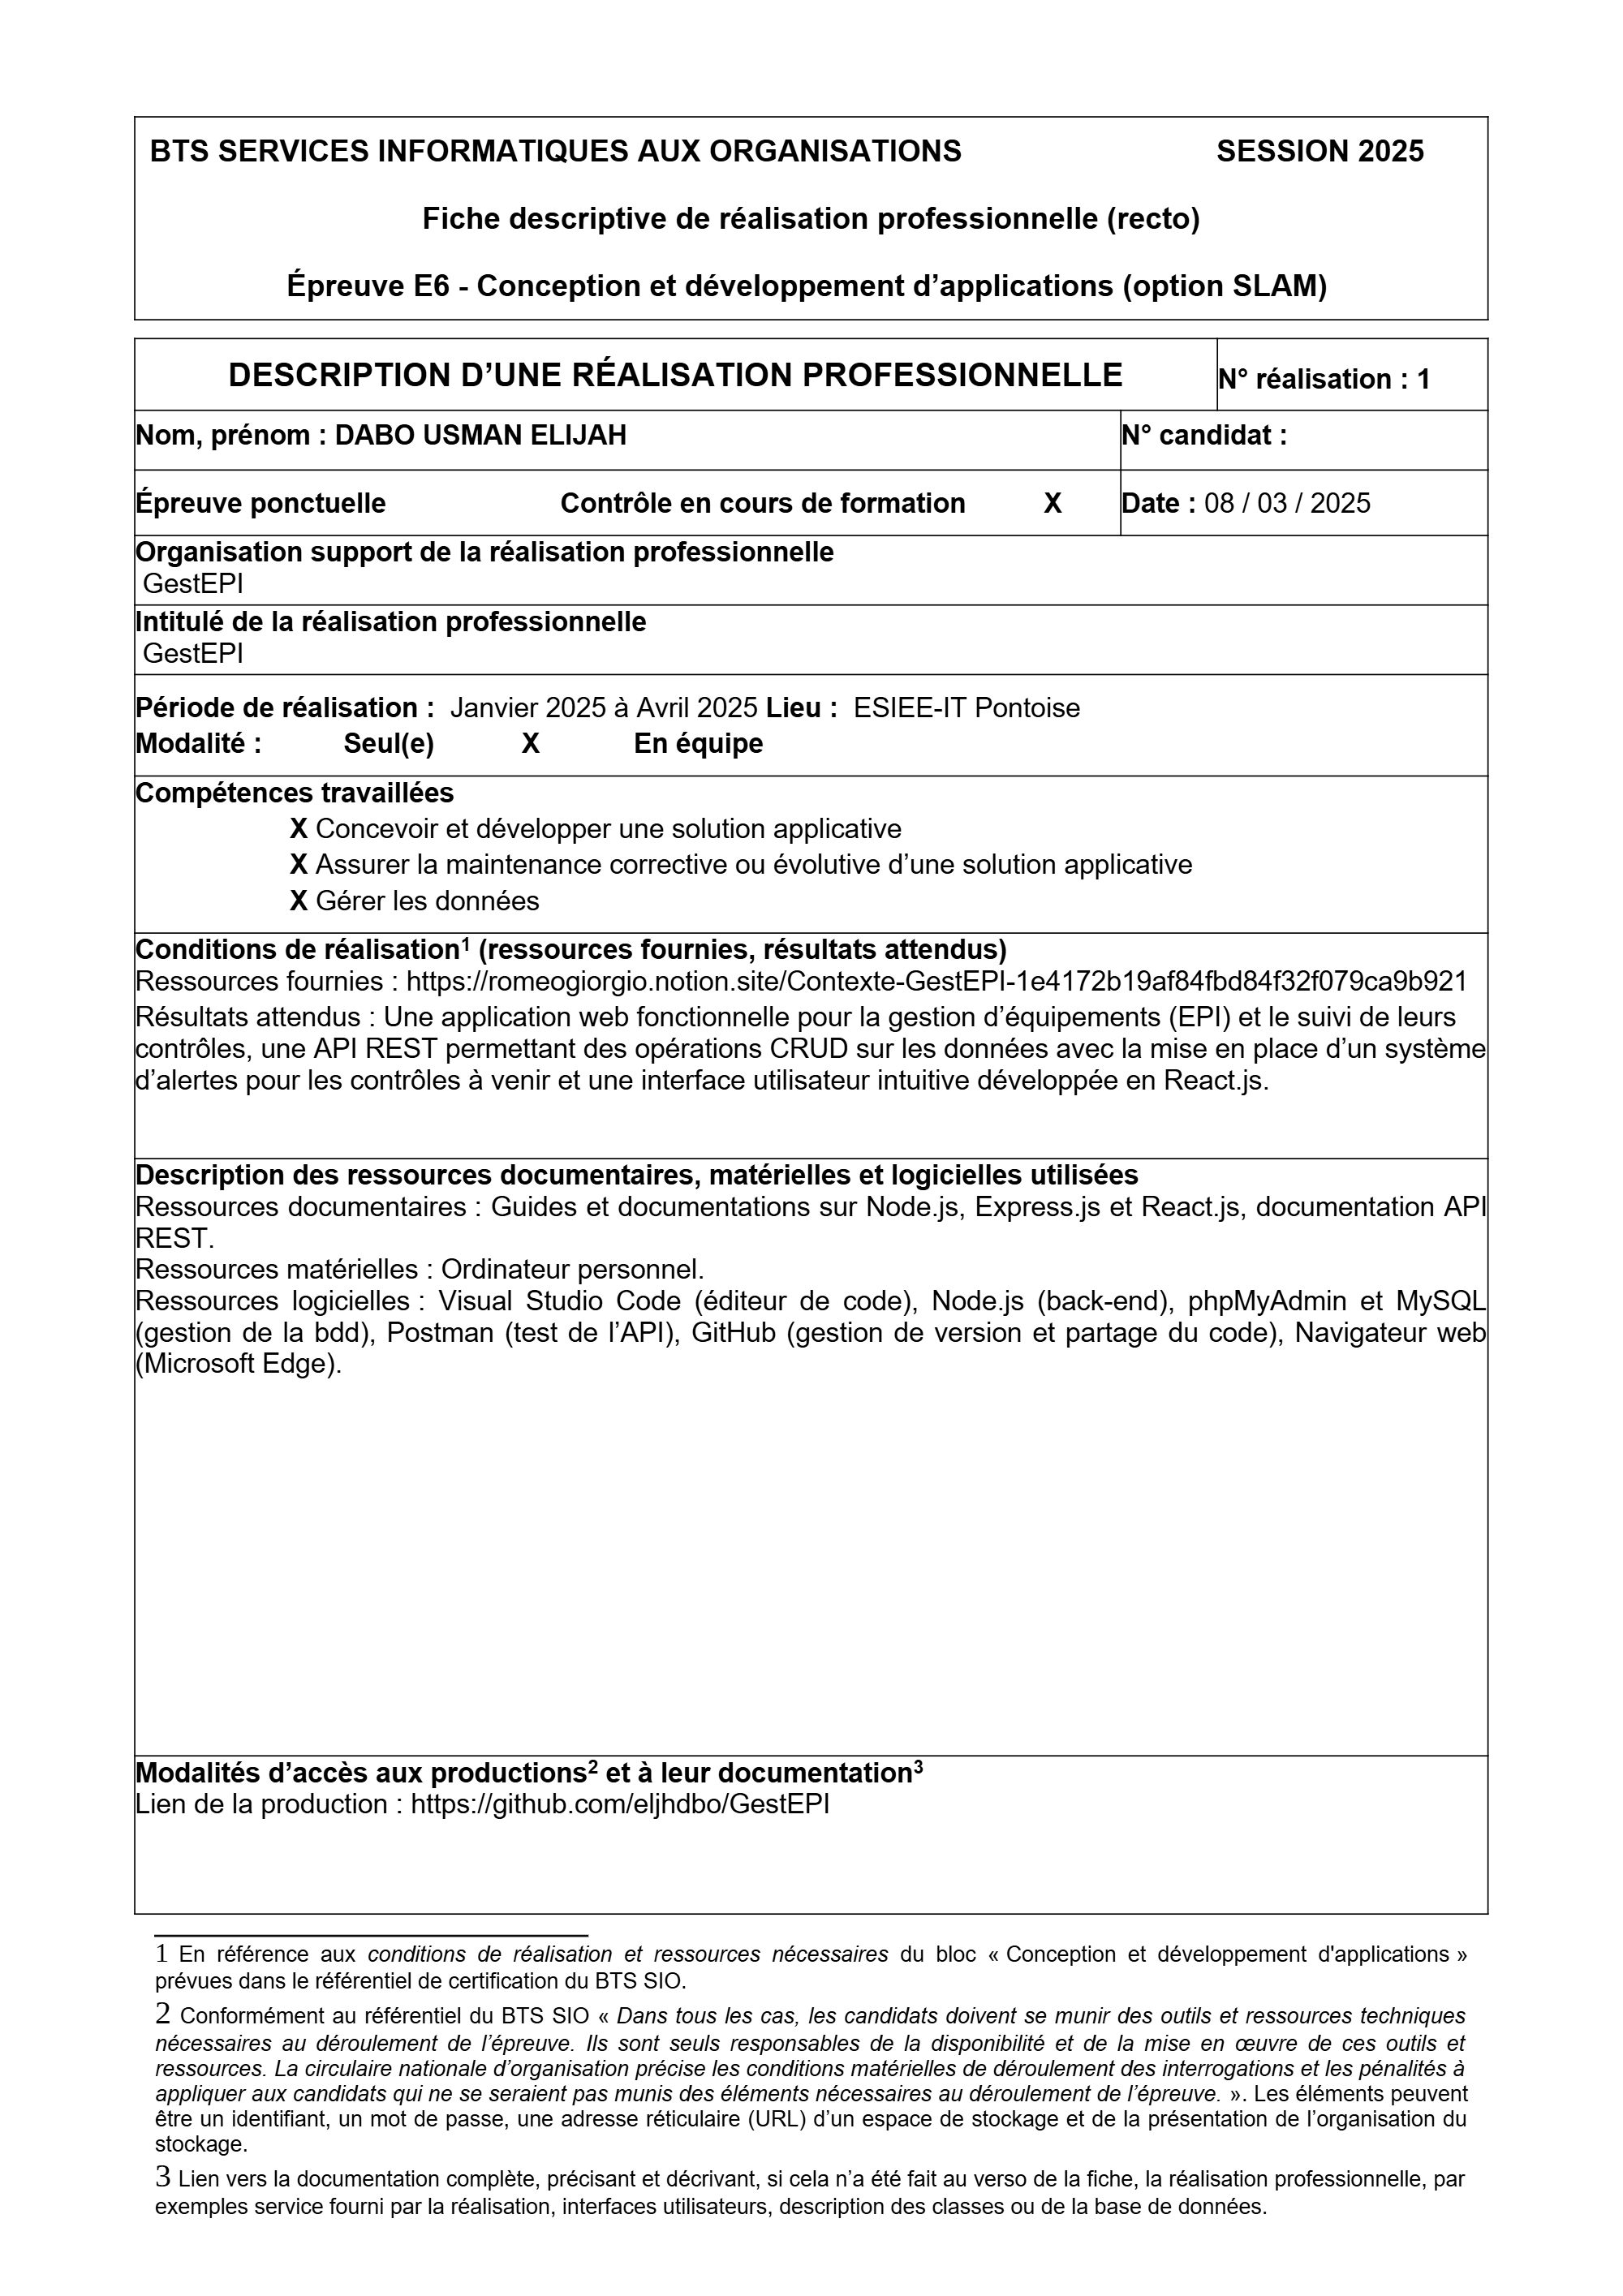 BTS SERVICES INFORMATIQUES AUX ORGANISATIONS SESSION 2025
Fiche descriptive de réalisation professionnelle (recto)
Épreuve E6 - Conception et développement d’applications (option SLAM)
DESCRIPTION D’UNE RÉALISATION PROFESSIONNELLE N° réalisation : 1
Nom, prénom : DABO USMAN ELIJAH N° candidat :
Épreuve ponctuelle Contrôle en cours de formation X Date : 08 / 03 / 2025
Organisation support de la réalisation professionnelle
GestEPI
Intitulé de la réalisation professionnelle
GestEPI
Période de réalisation : Janvier 2025 à Avril 2025 Lieu : ESIEE-IT Pontoise
Modalité : Seul(e) X En équipe
Compétences travaillées
X Concevoir et développer une solution applicative
X Assurer la maintenance corrective ou évolutive d’une solution applicative
X Gérer les données
Conditions de réalisation1 (ressources fournies, résultats attendus)
Ressources fournies : https://romeogiorgio.notion.site/Contexte-GestEPI-1e4172b19af84fbd84f32f079ca9b921
Résultats attendus : Une application web fonctionnelle pour la gestion d’équipements (EPI) et le suivi de leurs
contrôles, une API REST permettant des opérations CRUD sur les données avec la mise en place d’un système
d’alertes pour les contrôles à venir et une interface utilisateur intuitive développée en React.js.
Description des ressources documentaires, matérielles et logicielles utilisées
Ressources documentaires : Guides et documentations sur Node.js, Express.js et React.js, documentation API
REST.
Ressources matérielles : Ordinateur personnel.
Ressources logicielles : Visual Studio Code (éditeur de code), Node.js (back-end), phpMyAdmin et MySQL
(gestion de la bdd), Postman (test de l’API), GitHub (gestion de version et partage du code), Navigateur web
(Microsoft Edge).
Modalités d’accès aux productions2 et à leur documentation3
Lien de la production : https://github.com/eljhdbo/GestEPI
1 En référence aux conditions de réalisation et ressources nécessaires du bloc « Conception et développement d'applications »
prévues dans le référentiel de certification du BTS SIO.
2 Conformément au référentiel du BTS SIO « Dans tous les cas, les candidats doivent se munir des outils et ressources techniques
nécessaires au déroulement de l’épreuve. Ils sont seuls responsables de la disponibilité et de la mise en œuvre de ces outils et
ressources. La circulaire nationale d’organisation précise les conditions matérielles de déroulement des interrogations et les pénalités à
appliquer aux candidats qui ne se seraient pas munis des éléments nécessaires au déroulement de l’épreuve. ». Les éléments peuvent
être un identifiant, un mot de passe, une adresse réticulaire (URL) d’un espace de stockage et de la présentation de l’organisation du
stockage.
3 Lien vers la documentation complète, précisant et décrivant, si cela n’a été fait au verso de la fiche, la réalisation professionnelle, par
exemples service fourni par la réalisation, interfaces utilisateurs, description des classes ou de la base de données.